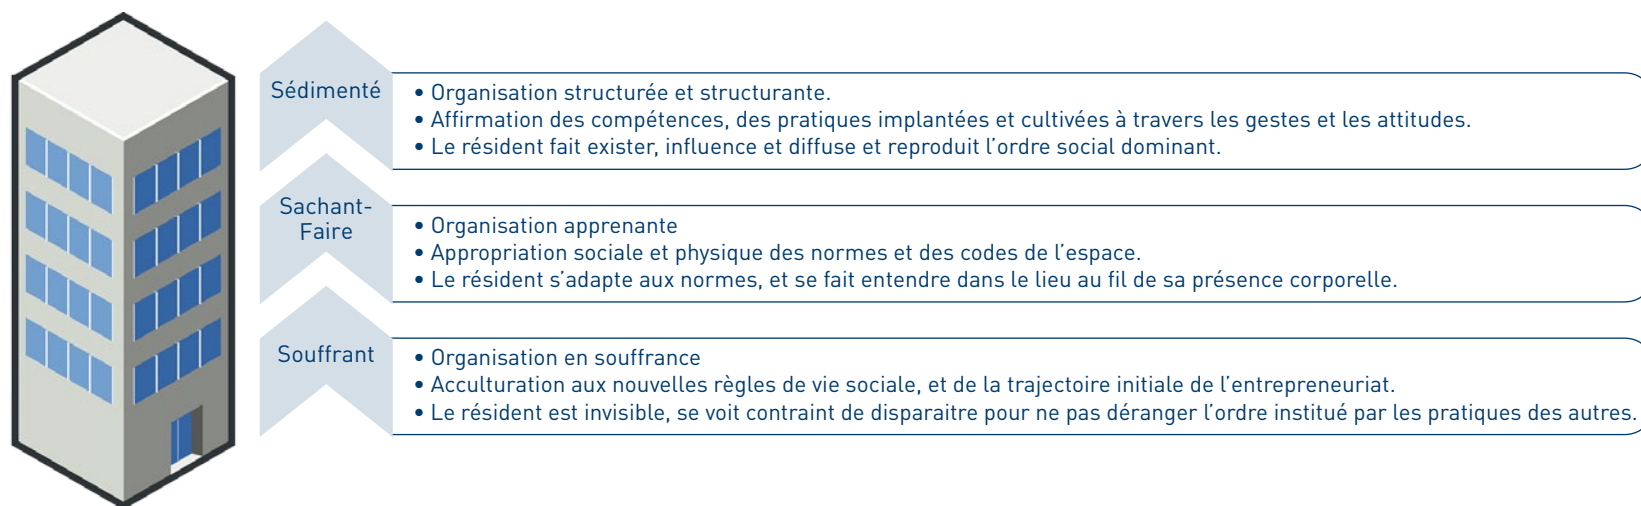 Sédimenté
• Organisation structurée et structurante.
• Affirmation des compétences, des pratiques implantées et cultivées à travers les gestes et les attitudes.
• Le résident fait exister, influence et diffuse et reproduit l’ordre social dominant.
Sachant-
Faire
• Organisation apprenante
• Appropriation sociale et physique des normes et des codes de l’espace.
• Le résident s’adapte aux normes, et se fait entendre dans le lieu au fil de sa présence corporelle.
Souffrant
• Organisation en souffrance
• Acculturation aux nouvelles règles de vie sociale, et de la trajectoire initiale de l’entrepreneuriat.
• Le résident est invisible, se voit contraint de disparaitre pour ne pas déranger l’ordre institué par les pratiques des autres.